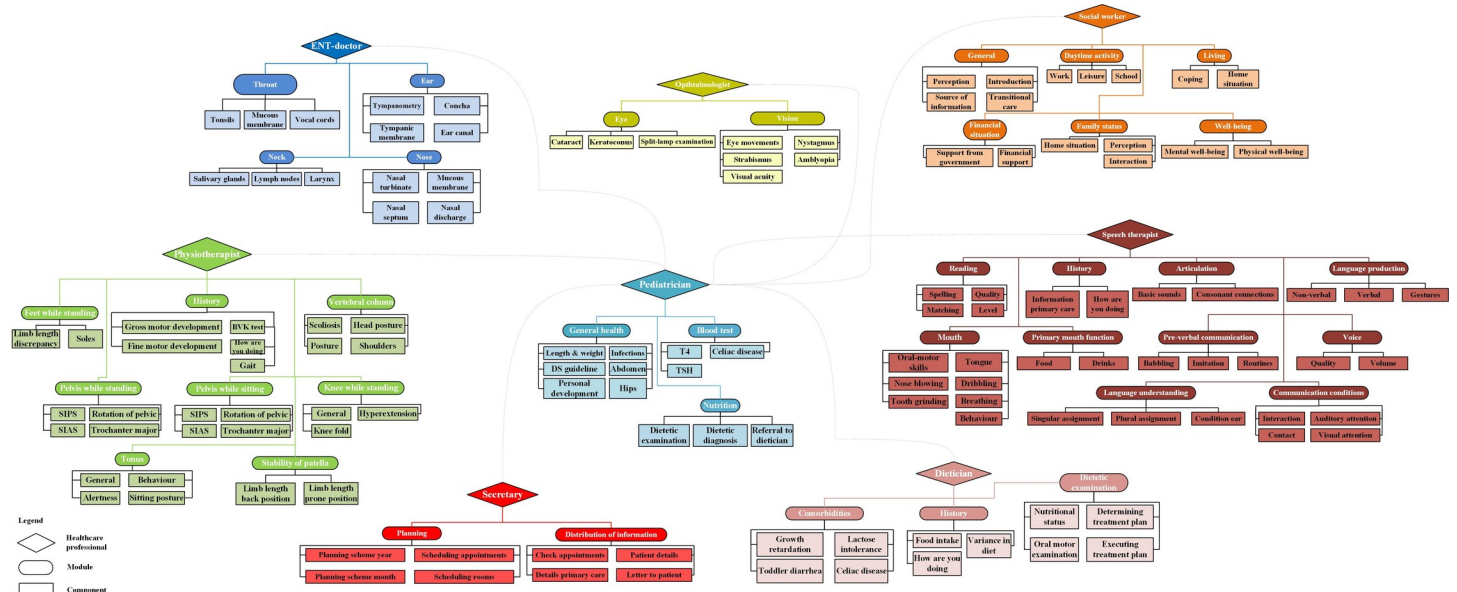 ENT-doctor
Throat
Tonsils
Mucous
membrane
Vocal cords
Ear
Tympanometry
Concha
Tympanic
membrane
Ear canal
Neck
Salivary glands
Lymph nodes
Larynx
Nose
Nasal
turbinate
Mucous
membrane
Nasal
septum
Nasal
discharge
Opthtalmologist
Eye
Cataract
Keratoconus
Split-lamp examination
Vision
Eye movements
Nystagmus
Strabismus
Amblyopia
Visual acuity
Social worker
General
Perception
Introduction
Source of
information
Transitional
care
Daytime activity
Work
Leisure
School
Living
Coping
Home
situation
Financial
situation
Support from
government
Financial
support
Family status
Home situation
Perception
Interaction
Well-being
Mental well-being
Physical well-being
Physiotherapist
Feet while standing
Limb length
discrepancy
Soles
History
Gross motor development
BVK test
Fine motor development
How are
you doing
Gait
Vertebral column
Scoliosis
Head posture
Posture
Shoulders
Pelvis while standing
SIPS
Rotation of pelvic
SIAS
Trochanter major
Pelvis while sitting
SIPS
Rotation of pelvic
SIAS
Trochanter major
Knee while standing
General
Hyperextension
Knee fold
Tonus
General
Behaviour
Alertness
Sitting posture
Stability of patella
Limb length
back position
Limb length
prone position
Pediatrician
General health
Length & weight
Infections
DS guideline
Abdomen
Personal
development
Hips
Blood test
T4
Celiac disease
TSH
Nutrition
Dietetic
examination
Dietetic
diagnosis
Referral to
dietician
Speech therapist
Reading
Spelling
Quality
Matching
Level
History
Information
primary care
How are
you doing
Articulation
Basic sounds
Consonant connections
Language production
Non-verbal
Verbal
Gestures
Mouth
Oral-motor
skills
Tongue
Nose blowing
Dribbling
Tooth grinding
Breathing
Behaviour
Primary mouth function
Food
Drinks
Pre-verbal communication
Babbling
Imitation
Routines
Voice
Quality
Volume
Language understanding
Singular assignment
Plural assignment
Condition ear
Communication conditions
Interaction
Auditory attention
Contact
Visual attention
Secretary
Planning
Planning scheme year
Scheduling appointments
Planning scheme month
Scheduling rooms
Distribution of information
Check appointments
Patient details
Details primary care
Letter to patient
Dietician
Comorbidities
Growth
retardation
Lactose
intolerance
Toddler diarrhea
Celiac disease
History
Food intake
Variance in
diet
How are you
doing
Dietetic
examination
Nutritional
status
Determining
treatment plan
Oral motor
examination
Executing
treatment plan
Legend
Healthcare
professional
Module
Component